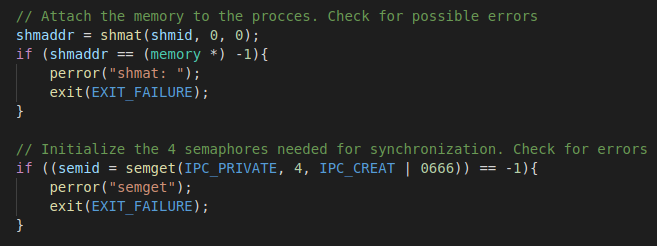 // Attach the memory to the procces. Check for possible errors
shmaddr = shmat(shmid, 0, 0);
if (shmaddr == (memory *) -1){
    perror("shmat: ");
    exit(EXIT_FAILURE);
}

// Initialize the 4 semaphores needed for synchronization. Check for errors
if ((semid = semget(IPC_PRIVATE, 4, IPC_CREAT | 0666)) == -1){
    perror("semget");
    exit(EXIT_FAILURE);
}